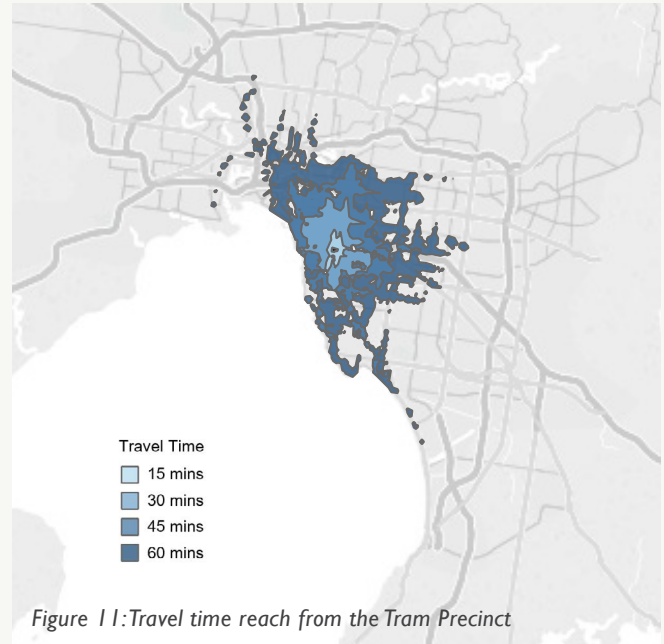 Travel Time
15 mins
30 mins
45 mins
60 mins
Figure 11: Travel time reach from the Tram Precinct